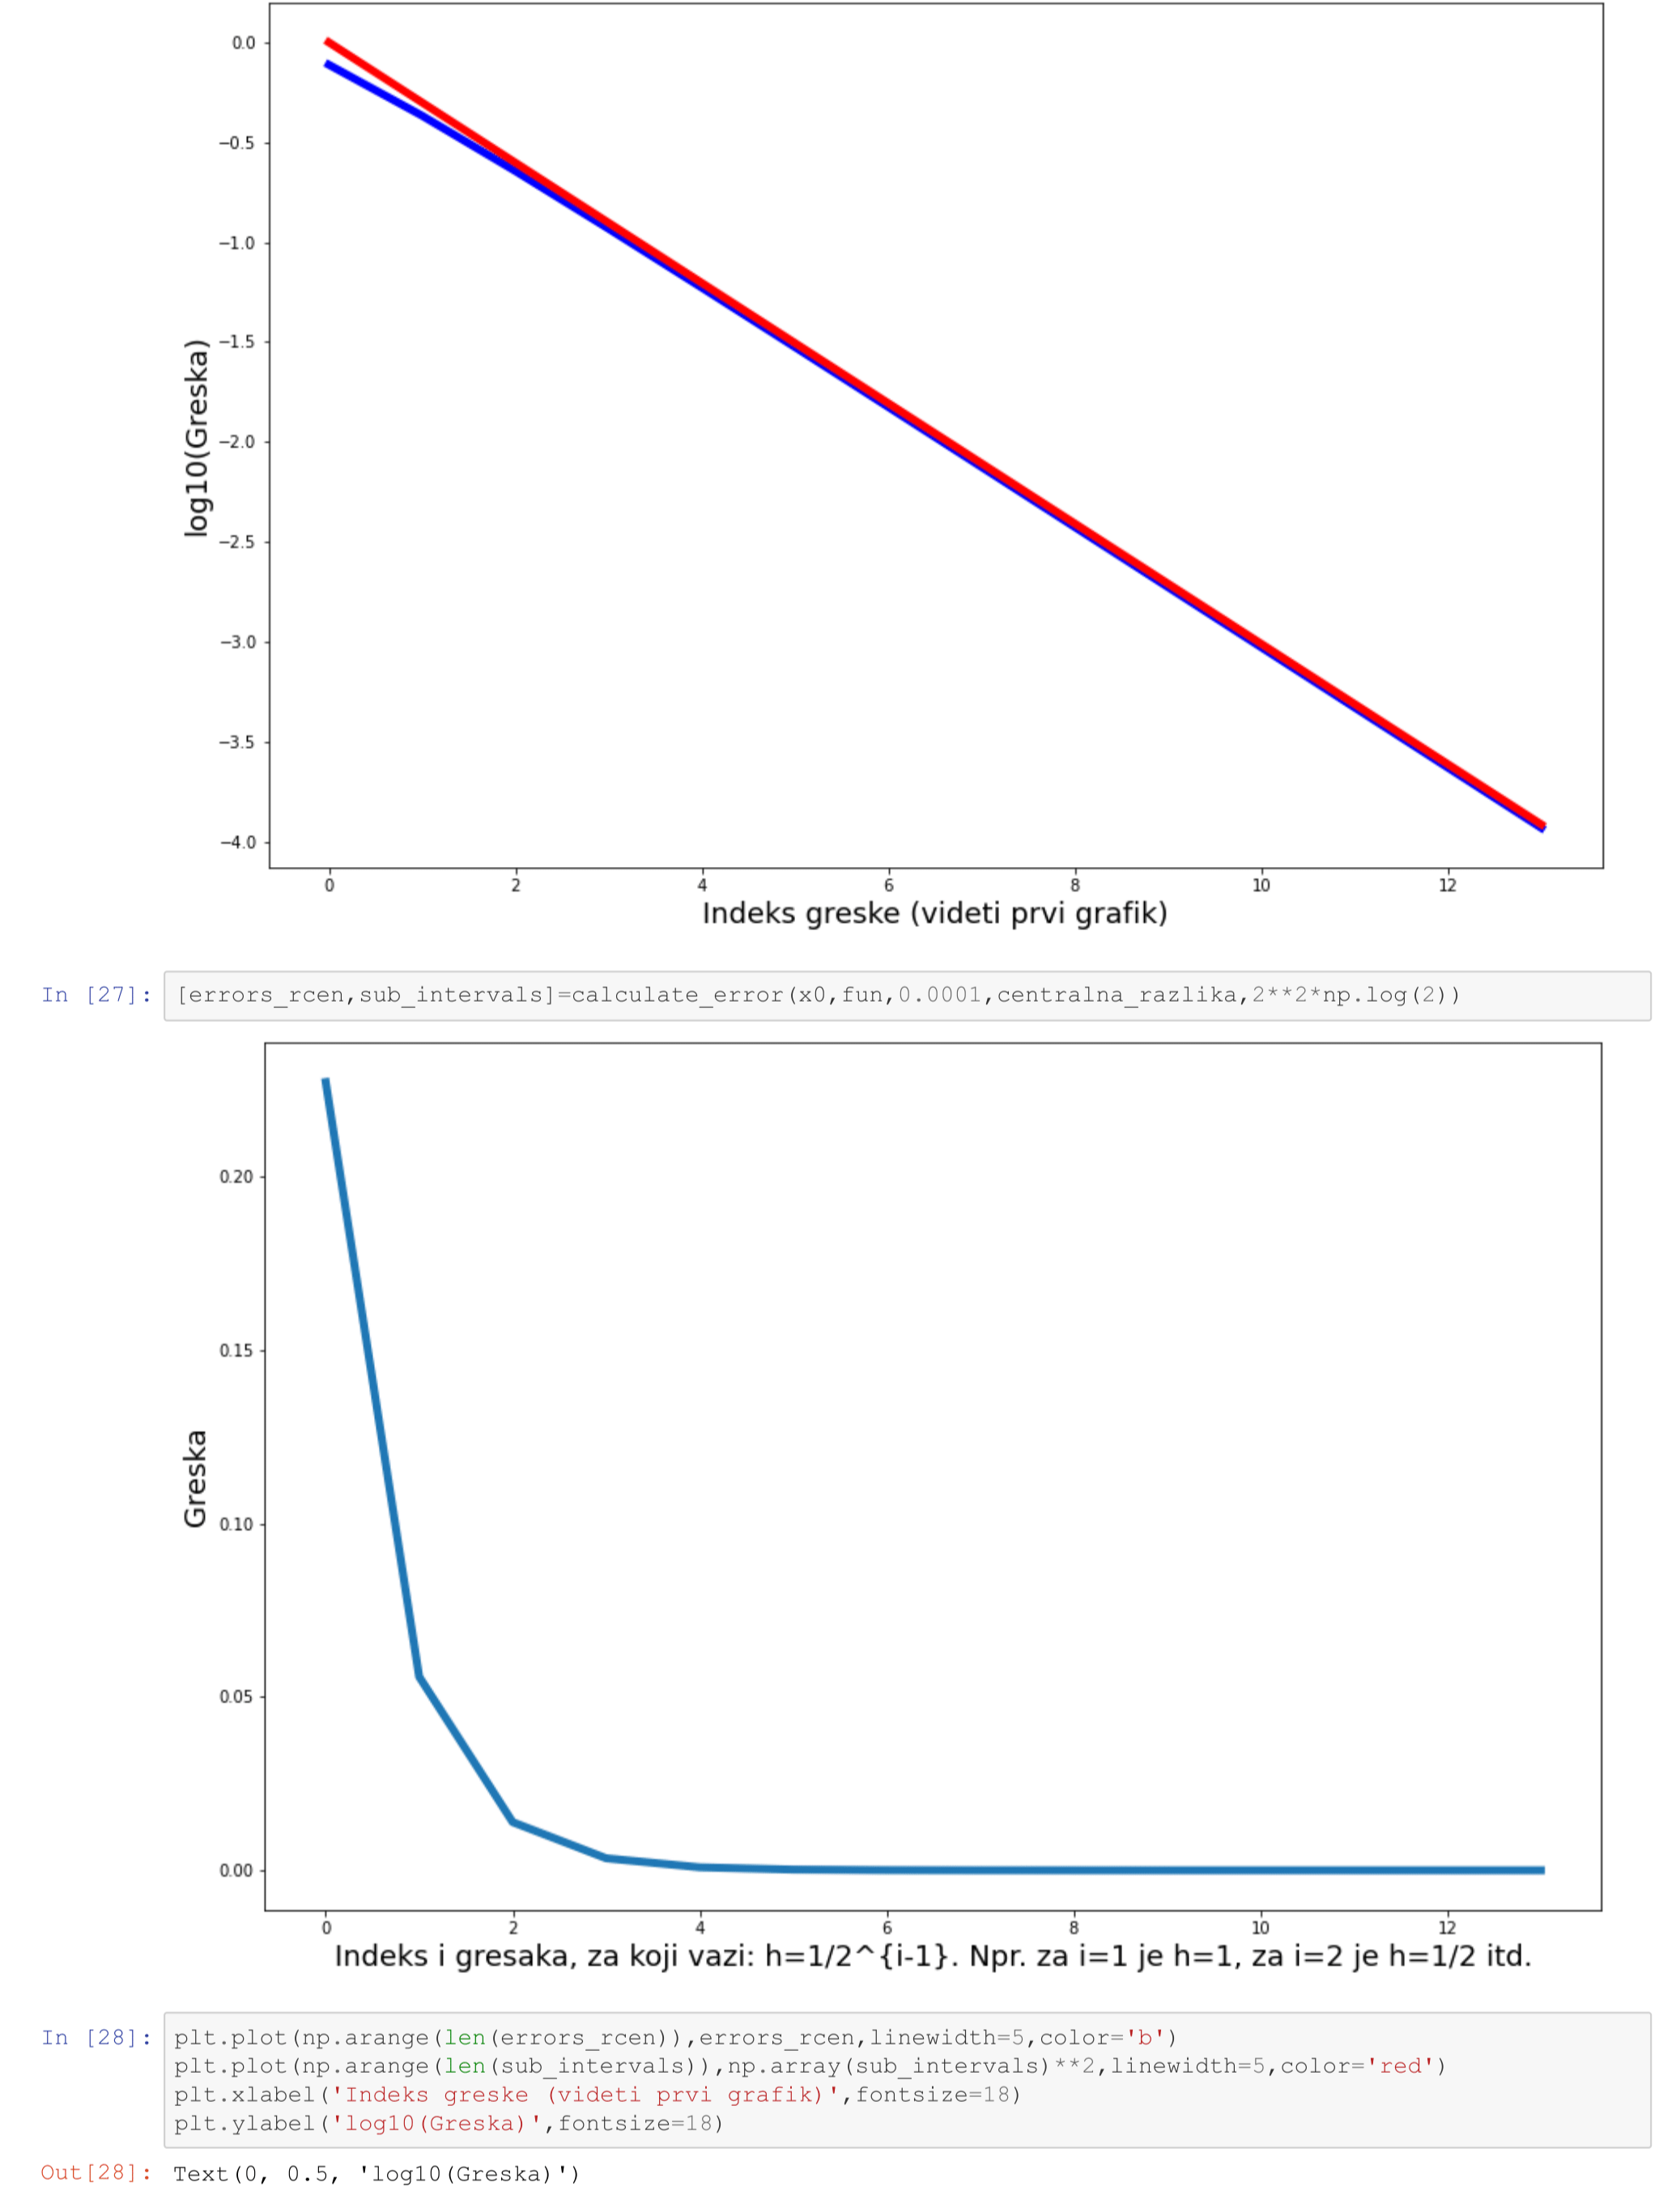 0.0
−0.5
−1.0
−1.5
−2.0
−2.5
−3.0
−3.5
−4.0
log10(Greska)
0 2 4 6 8 10 12
Indeks greske (videti prvi grafik)
In [27]: [errors_rcen,sub_intervals]=calculate_error(x0,fun,0.0001,centralna_razlika,2**2*np.log(2))
0.20
0.15
0.10
0.05
0.00
Greska
0 2 4 6 8 10 12
Indeks i gresaka, za koji vazi: h=1/2^{i-1}. Npr. za i=1 je h=1, za i=2 je h=1/2 itd.
In [28]: plt.plot(np.arange(len(errors_rcen)),errors_rcen,linewidth=5,color='b')
plt.plot(np.arange(len(sub_intervals)),np.array(sub_intervals)**2,linewidth=5,color='red')
plt.xlabel('Indeks greske (videti prvi grafik)',fontsize=18)
plt.ylabel('log10(Greska)',fontsize=18)
Out[28]: Text(0, 0.5, 'log10(Greska)')